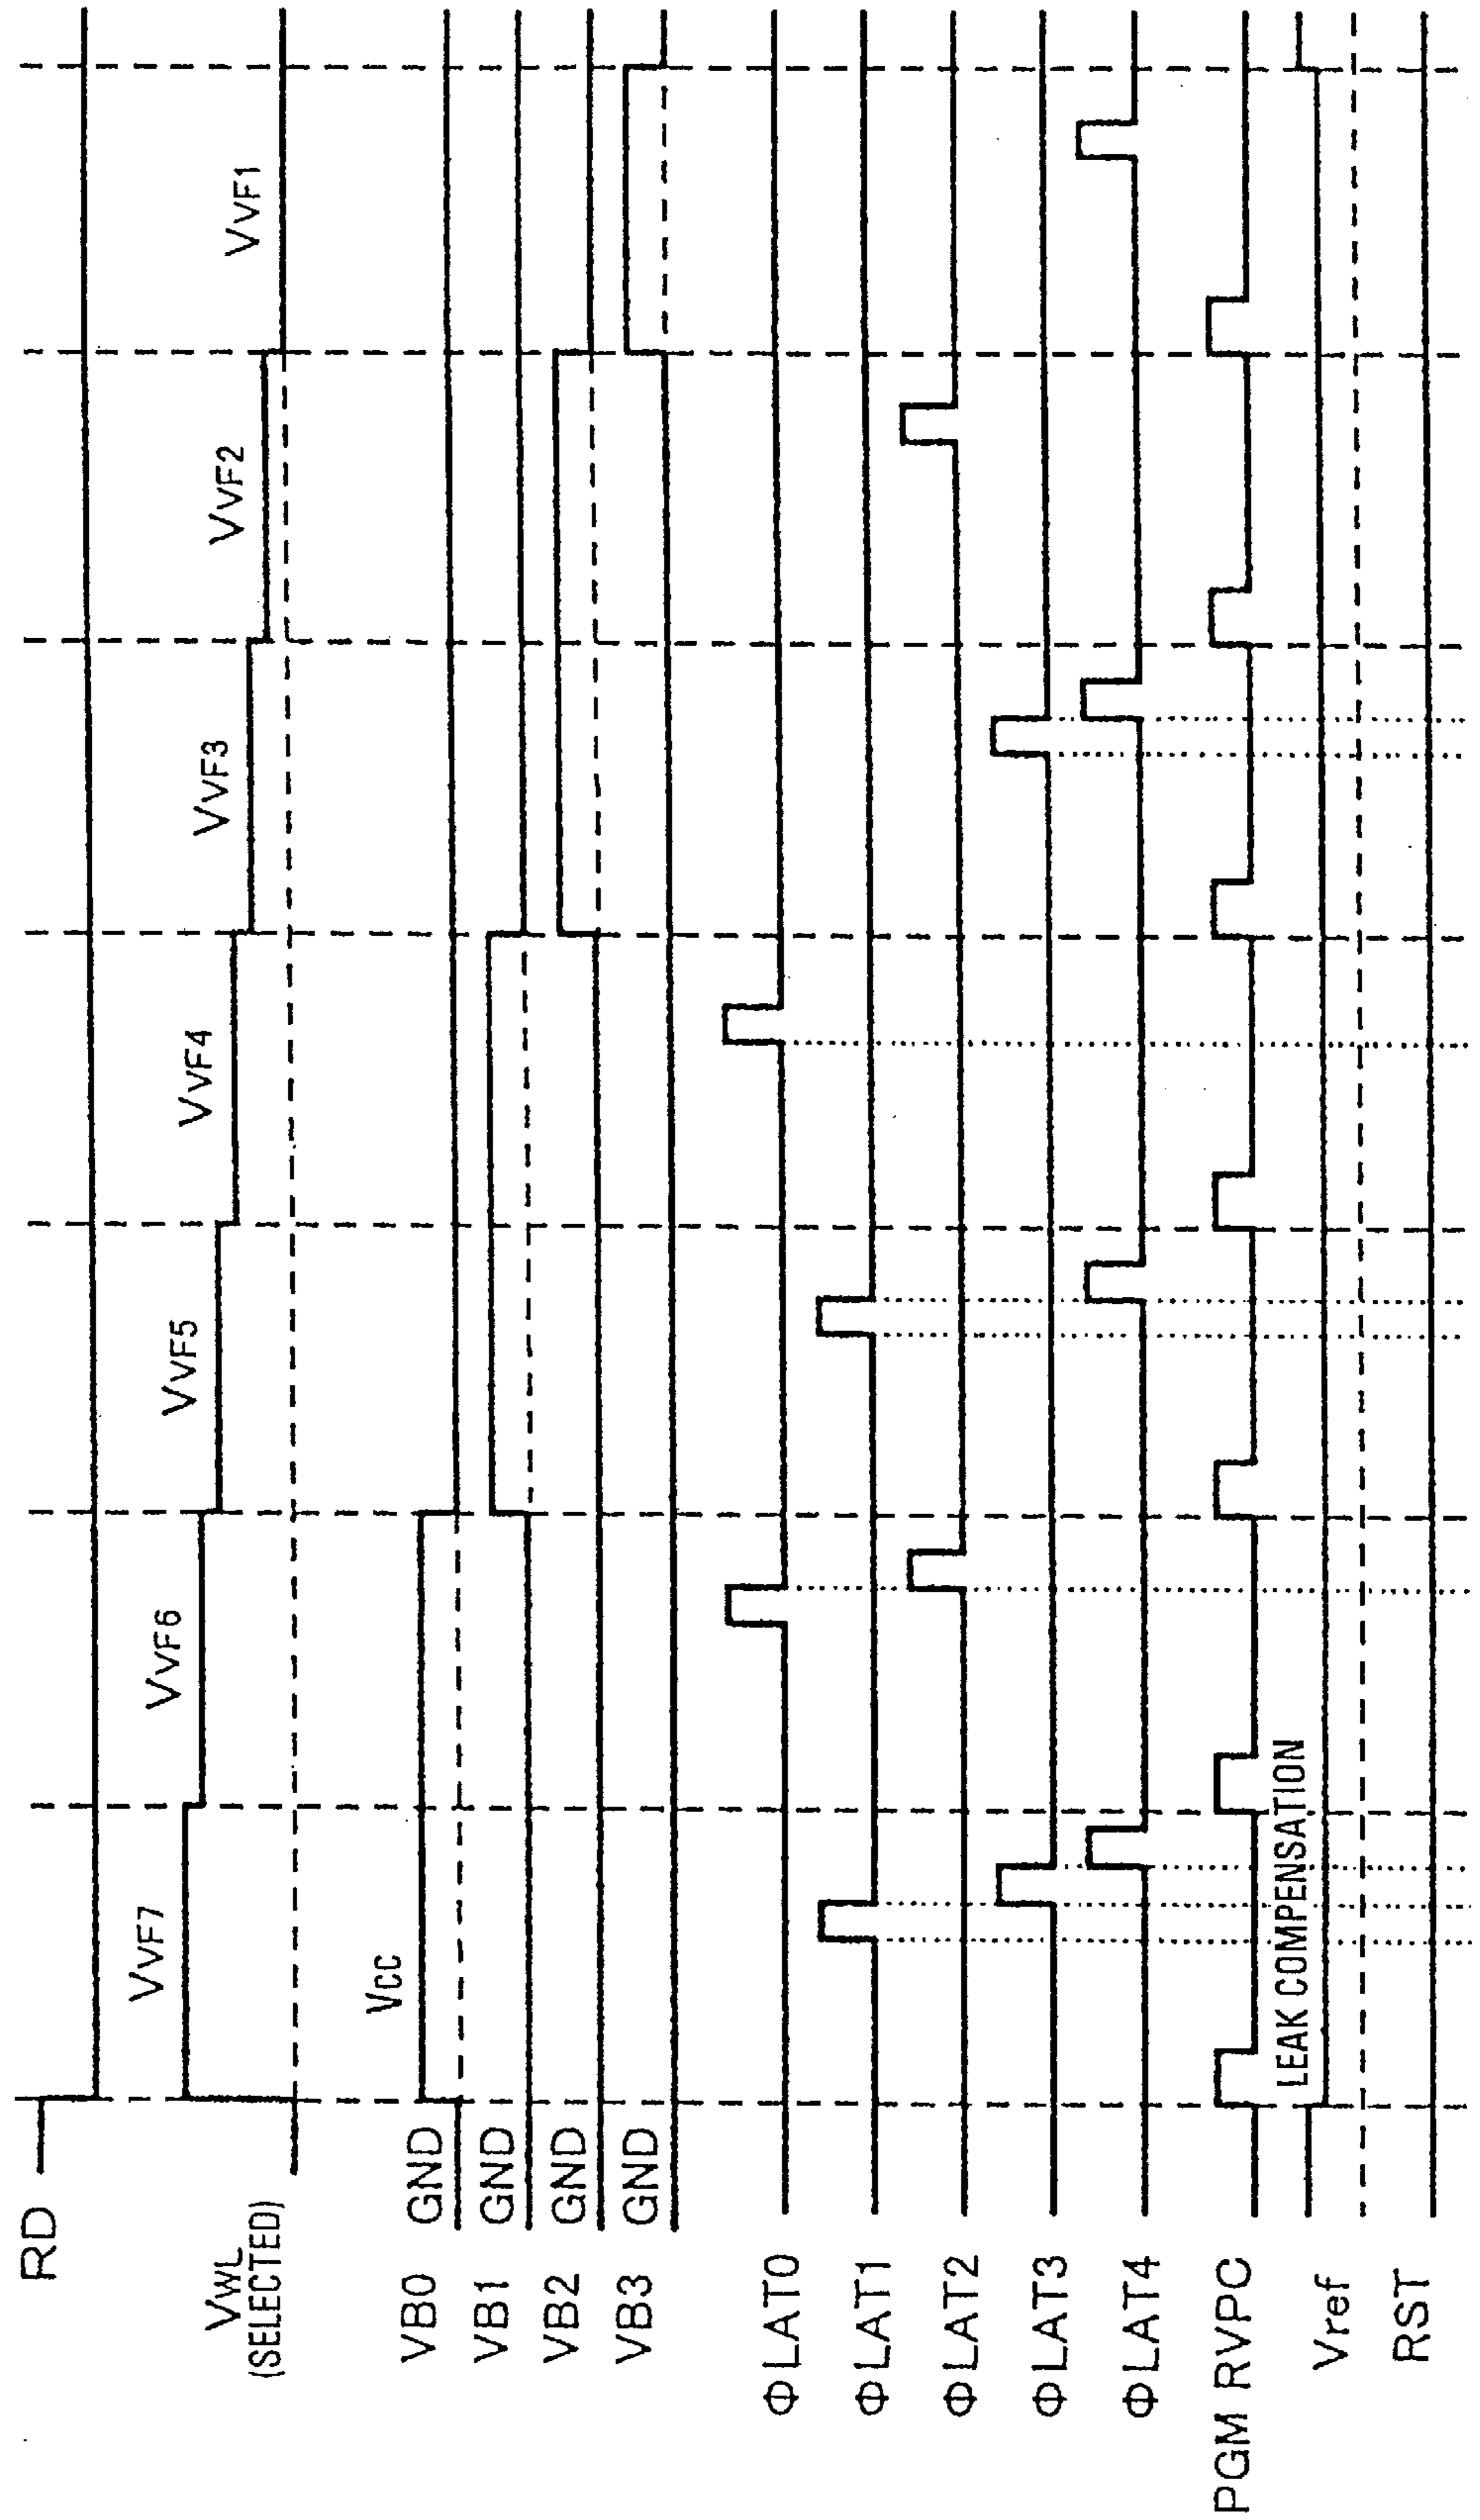 RD
VWL
(SELECTED)
VVF7
VVF6
VVF5
VVF4
VVF3
VVF2
VVF1
VCC
VB0 GND
VB1 GND
VB2 GND
VB3 GND
ΦLAT0
ΦLAT1
ΦLAT2
ΦLAT3
ΦLAT4
PGM RVPC
LEAK COMPENSATION
Vref
RST